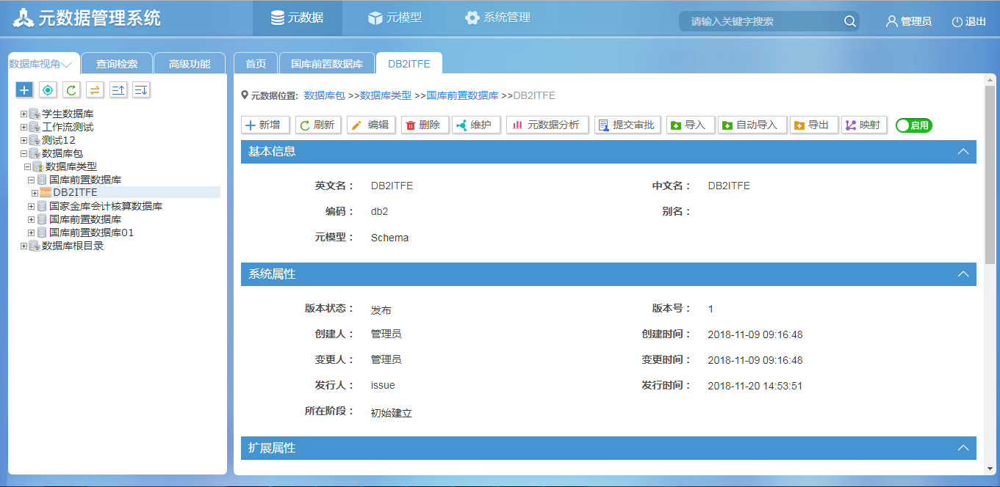 元数据管理系统
元数据
元模型
系统管理
请输入关键字搜索
管理员
退出
数据库视角
查询检索
高级功能
首页
国库前置数据库
DB2ITFE
学生数据库
工作流测试
测试12
数据库包
数据库类型
国库前置数据库
DB2ITFE
国家金库会计核算数据库
国库前置数据库
国库前置数据库01
数据库根目录
元数据位置: 数据库包 >>数据库类型 >>国库前置数据库 >>DB2ITFE
新增 刷新 编辑 删除 维护 元数据分析 提交审批 导入 自动导入 导出 映射 启用
基本信息
英文名： DB2ITFE 中文名： DB2ITFE
编码： db2 别名：
元模型： Schema
系统属性
版本状态： 发布 版本号： 1
创建人： 管理员 创建时间： 2018-11-09 09:16:48
变更人： 管理员 变更时间： 2018-11-09 09:16:48
发行人： issue 发行时间： 2018-11-20 14:53:51
所在阶段： 初始建立
扩展属性